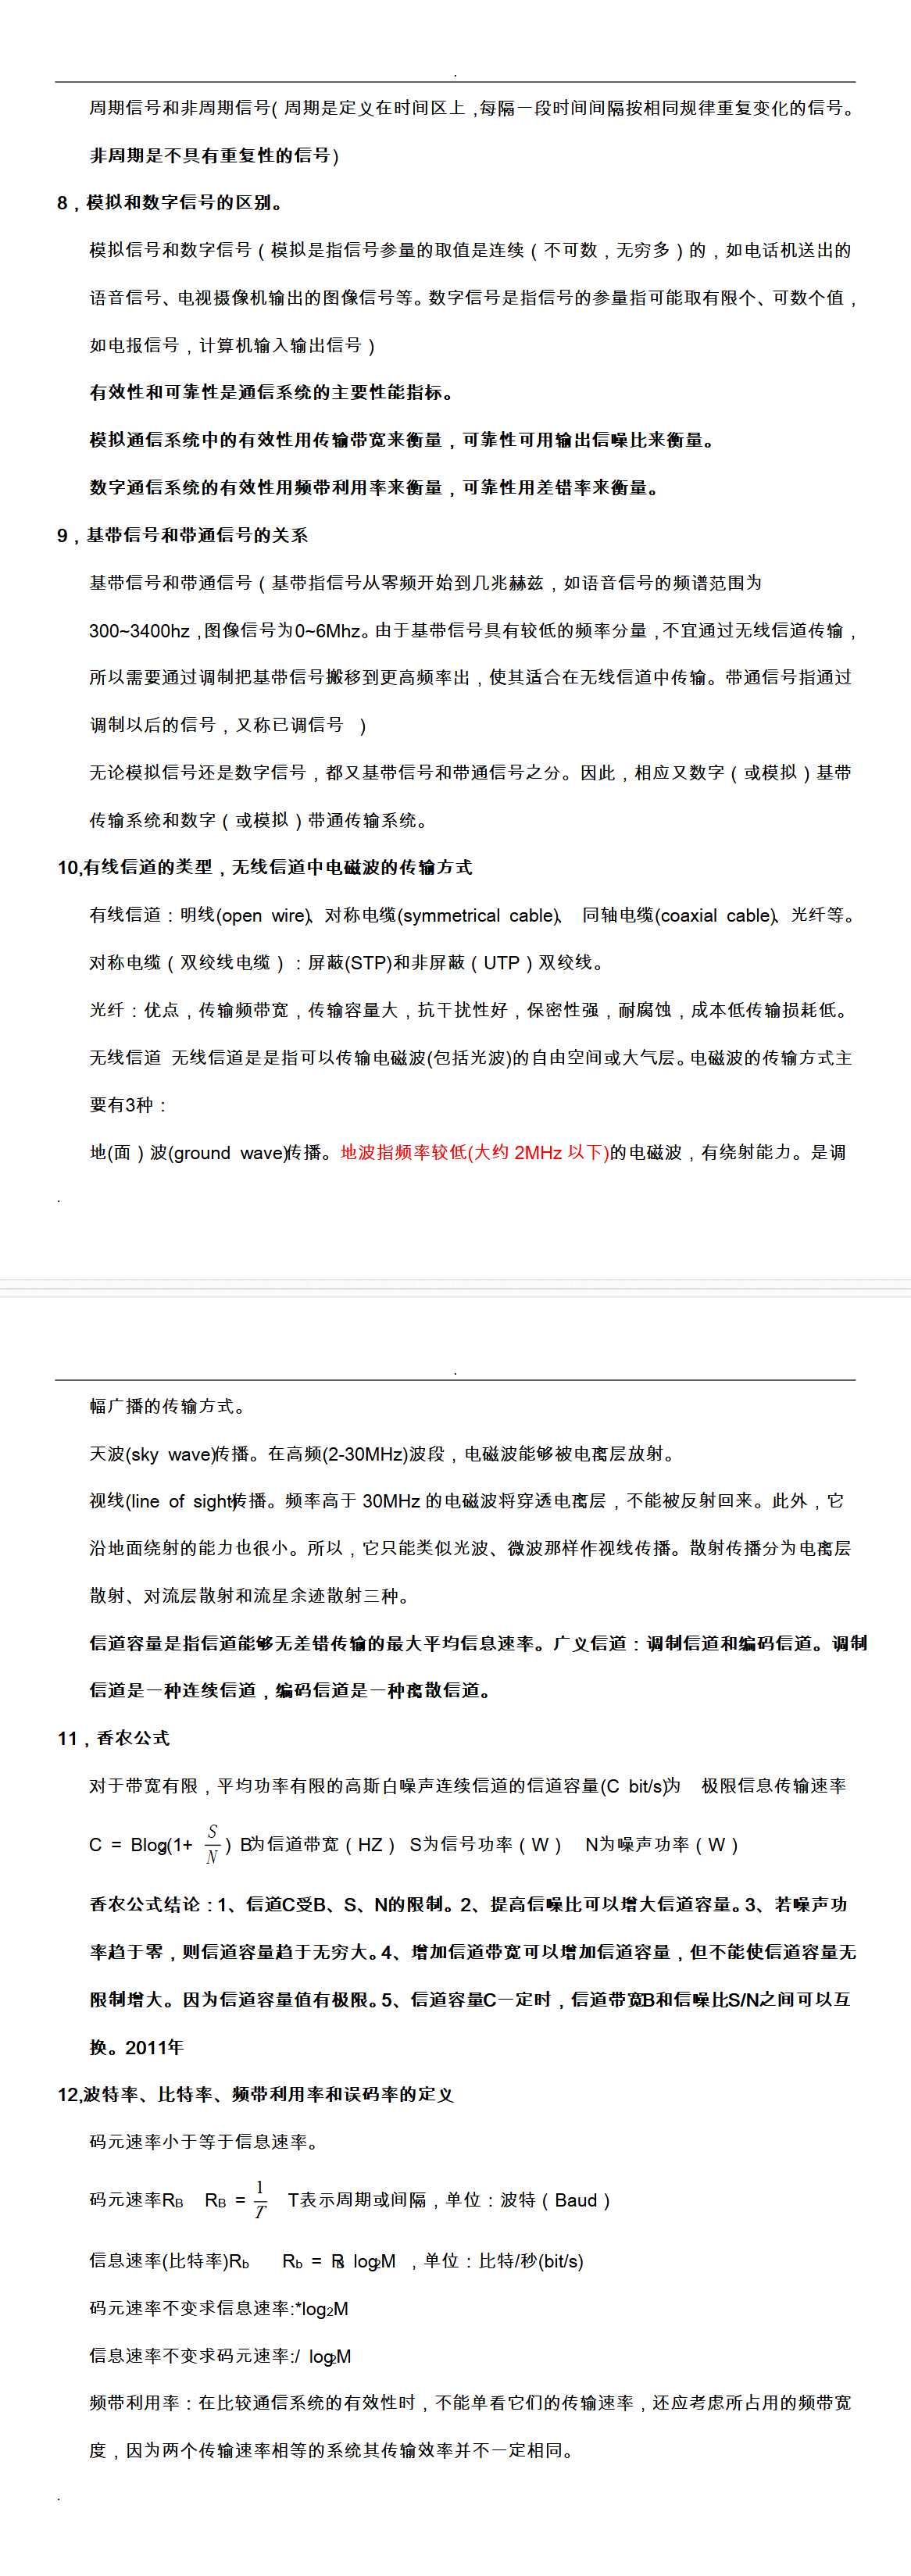 周期信号和非周期信号( 周期是定义在时间区上 ,每隔一段时间间隔按相同规律重复变化的信号。
非周期是不具有重复性的信号)
8，模拟和数字信号的区别。
模拟信号和数字信号（模拟是指信号参量的取值是连续（不可数，无穷多）的，如电话机送出的
语音信号、电视摄像机输出的图像信号等。数字信号是指信号的参量指可能取有限个、可数个值，
如电报信号，计算机输入输出信号）
有效性和可靠性是通信系统的主要性能指标。
模拟通信系统中的有效性用传输带宽来衡量，可靠性可用输出信噪比来衡量。
数字通信系统的有效性用频带利用率来衡量，可靠性用差错率来衡量。
9，基带信号和带通信号的关系
基带信号和带通信号（基带指信号从零频开始到几兆赫兹，如语音信号的频谱范围为
300~3400hz ,图像信号为0~6Mhz。由于基带信号具有较低的频率分量 ,不宜通过无线信道传输，
所以需要通过调制把基带信号搬移到更高频率出，使其适合在无线信道中传输。带通信号指通过
调制以后的信号，又称已调信号 )
无论模拟信号还是数字信号，都又基带信号和带通信号之分。因此，相应又数字（或模拟）基带
传输系统和数字（或模拟）带通传输系统。
10,有线信道的类型，无线信道中电磁波的传输方式
有线信道：明线(open wire)、对称电缆(symmetrical cable)、 同轴电缆(coaxial cable)、光纤等。
对称电缆（双绞线电缆）：屏蔽(STP)和非屏蔽（UTP）双绞线。
光纤：优点，传输频带宽，传输容量大，抗干扰性好，保密性强，耐腐蚀，成本低传输损耗低。
无线信道 无线信道是是指可以传输电磁波(包括光波)的自由空间或大气层。电磁波的传输方式主
要有3种：
地(面）波(ground wave)传播。地波指频率较低(大约 2MHz 以下)的电磁波，有绕射能力。是调
.
.
幅广播的传输方式。
天波(sky wave)传播。在高频(2-30MHz)波段，电磁波能够被电离层放射。
视线(line of sight)传播。频率高于 30MHz 的电磁波将穿透电离层，不能被反射回来。此外，它
沿地面绕射的能力也很小。所以，它只能类似光波、微波那样作视线传播。散射传播分为电离层
散射、对流层散射和流星余迹散射三种。
信道容量是指信道能够无差错传输的最大平均信息速率。广义信道：调制信道和编码信道。调制
信道是一种连续信道，编码信道是一种离散信道。
11，香农公式
对于带宽有限，平均功率有限的高斯白噪声连续信道的信道容量(C bit/s)为 极限信息传输速率
C = Blog₂(1+ S/N ）B为信道带宽（HZ） S为信号功率（W） N为噪声功率（W）
香农公式结论：1、信道C受B、S、N的限制。2、提高信噪比可以增大信道容量。3、若噪声功
率趋于零，则信道容量趋于无穷大。4、增加信道带宽可以增加信道容量，但不能使信道容量无
限制增大。因为信道容量值有极限。5、信道容量C一定时，信道带宽B和信噪比S/N之间可以互
换。2011年
12,波特率、比特率、频带利用率和误码率的定义
码元速率小于等于信息速率。
码元速率RB RB = 1/T T表示周期或间隔，单位：波特（Baud）
信息速率(比特率)Rb Rb = RB log₂M ，单位：比特/秒(bit/s)
码元速率不变求信息速率:*log₂M
信息速率不变求码元速率:/ log₂M
频带利用率：在比较通信系统的有效性时，不能单看它们的传输速率，还应考虑所占用的频带宽
度，因为两个传输速率相等的系统其传输效率并不一定相同。
.